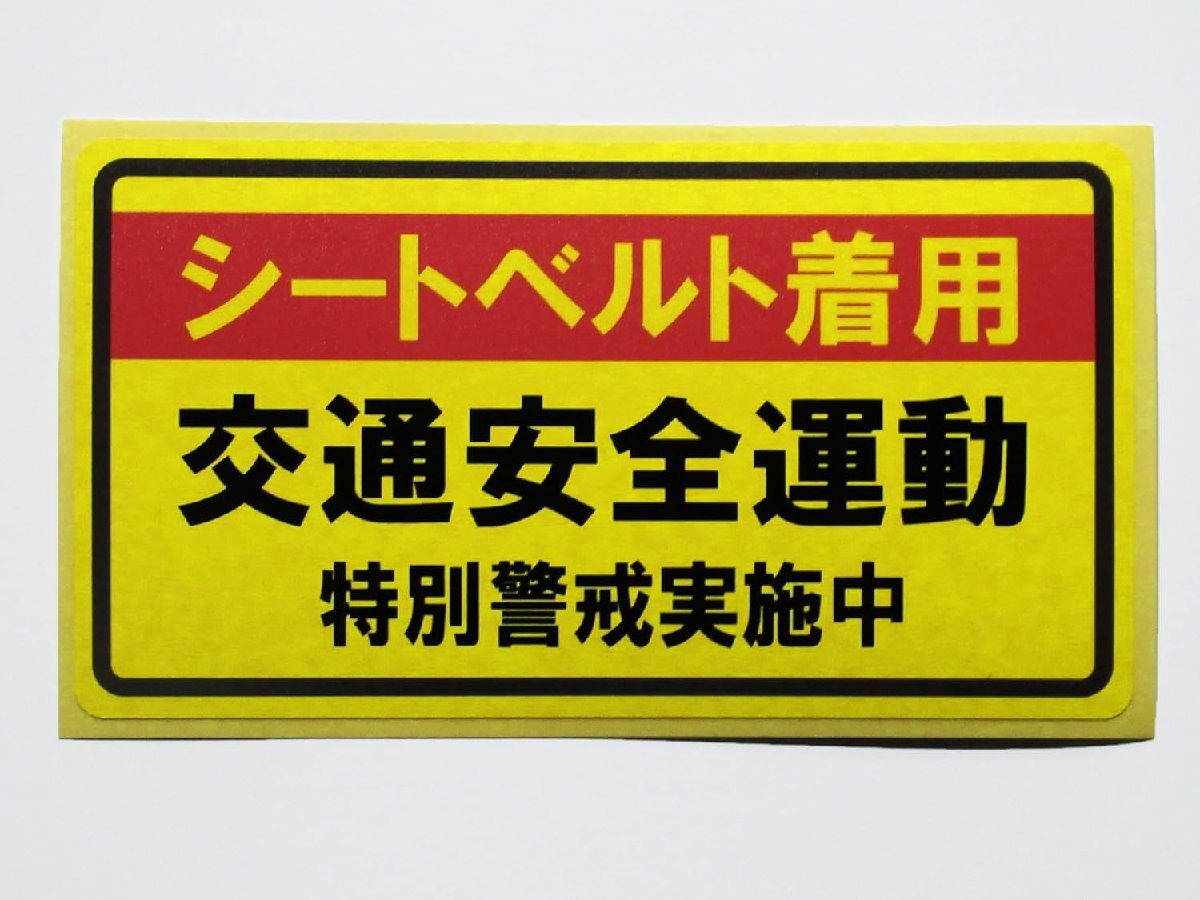 シートベルト着用
交通安全運動
特別警戒実施中